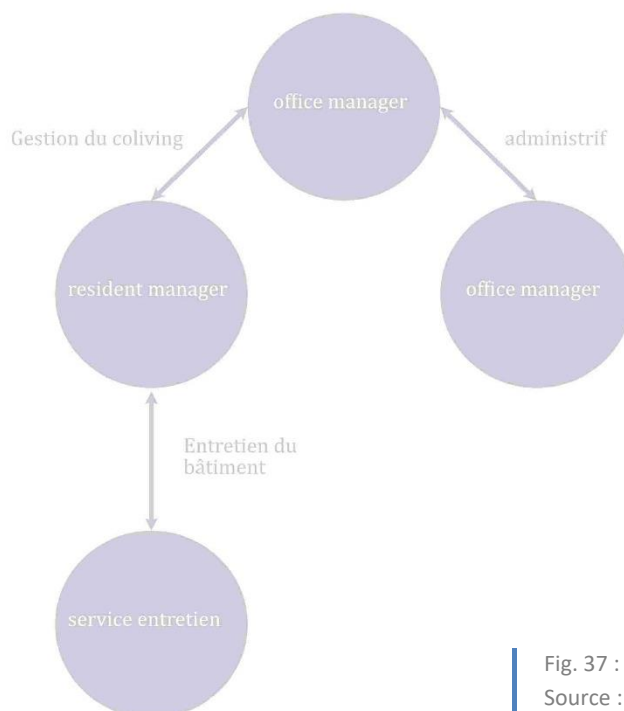 office manager
Gestion du coliving
administrif
resident manager
office manager
Entretien du
bâtiment
service entretien
Fig. 37 :
Source :